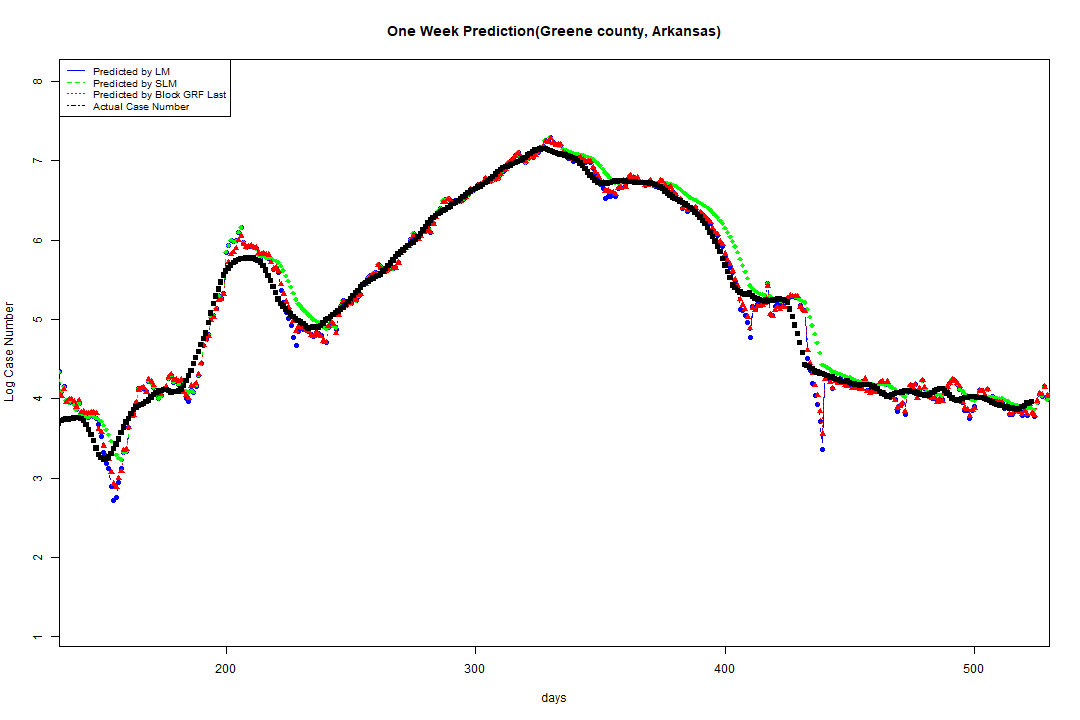 One Week Prediction(Greene county, Arkansas)
Predicted by LM
Predicted by SLM
Predicted by Block GRF Last
Actual Case Number
8
7
6
5
4
3
2
1
Log Case Number
200
300
400
500
days